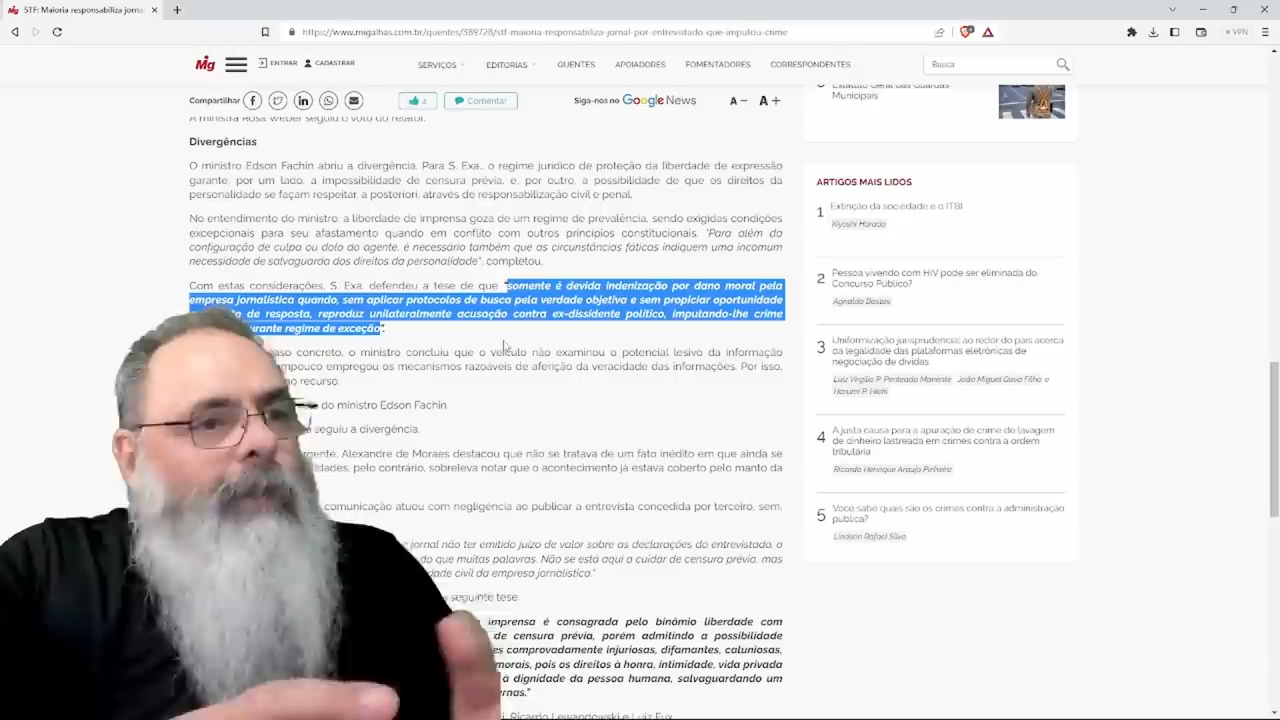 STF: Maioria responsabiliza jorna
https://www.migalhas.com.br/quentes/389728/stf-maioria-responsabiliza-jornal-por-entrevistado-que-imputou-crime
VPN
Mg ENTRAR CADASTRAR SERVIÇOS EDITORIAS QUENTES APOIADORES FOMENTADORES CORRESPONDENTES Busca
Compartilhar 4 Comentar Siga-nos no Google News A− A+
A ministra Rosa Weber seguiu o voto do relator.
Divergências
O ministro Edson Fachin abriu a divergência. Para S. Exa., o regime jurídico de proteção da liberdade de expressão
garante, por um lado, a impossibilidade de censura prévia, e, por outro, a possibilidade de que os direitos da
personalidade se façam respeitar, a posteriori, através de responsabilização civil e penal.
No entendimento do ministro, a liberdade de imprensa goza de um regime de prevalência, sendo exigidas condições
excepcionais para seu afastamento quando em conflito com outros princípios constitucionais. "Para além da
configuração de culpa ou dolo do agente, é necessário também que as circunstâncias fáticas indiquem uma incomum
necessidade de salvaguarda dos direitos da personalidade", completou.
Com estas considerações, S. Exa. defendeu a tese de que "somente é devida indenização por dano moral pela
empresa jornalística quando, sem aplicar protocolos de busca pela verdade objetiva e sem propiciar oportunidade
de resposta, reproduz unilateralmente acusação contra ex-dissidente político, imputando-lhe crime
durante regime de exceção".
concreto, o ministro concluiu que o veículo não examinou o potencial lesivo da informação
tampouco empregou os mecanismos razoáveis de aferição da veracidade das informações. Por isso,
recurso.
do ministro Edson Fachin.
seguiu a divergência.
Alexandre de Moraes destacou que não se tratava de um fato inédito em que ainda se
pelo contrário, sobreleva notar que o acontecimento já estava coberto pelo manto da
comunicação atuou com negligência ao publicar a entrevista concedida por terceiro, sem,
jornal não ter emitido juízo de valor sobre as declarações do entrevistado, o
da que muitas palavras. Não se está aqui a cuidar de censura prévia, mas
civil da empresa jornalística."
seguinte tese:
imprensa é consagrada pelo binômio liberdade com
de censura prévia, porém admitindo a possibilidade
comprovadamente injuriosas, difamantes, caluniosas,
morais, pois os direitos à honra, intimidade, vida privada
à dignidade da pessoa humana, salvaguardando um
Ricardo Lewandowski e Luiz Fux
Estatuto Geral das Guardas
Municipais
ARTIGOS MAIS LIDOS
1 Extinção da sociedade e o ITBI
Kiyoshi Harada
2 Pessoa vivendo com HIV pode ser eliminada do
Concurso Público?
Agnaldo Bastos
3 Uniformização jurisprudencial ao redor do país acerca
da legalidade das plataformas eletrônicas de
negociação de dívidas
Luiz Virgílio P. Penteado Manente João Miguel Gava Filho e
Harumi P. Hioki
4 A justa causa para a apuração de crime de lavagem
de dinheiro lastreada em crimes contra a ordem
tributária
Ricardo Henrique Araujo Pinheiro
5 Você sabe quais são os crimes contra a administração
pública?
Lindson Rafael Silva